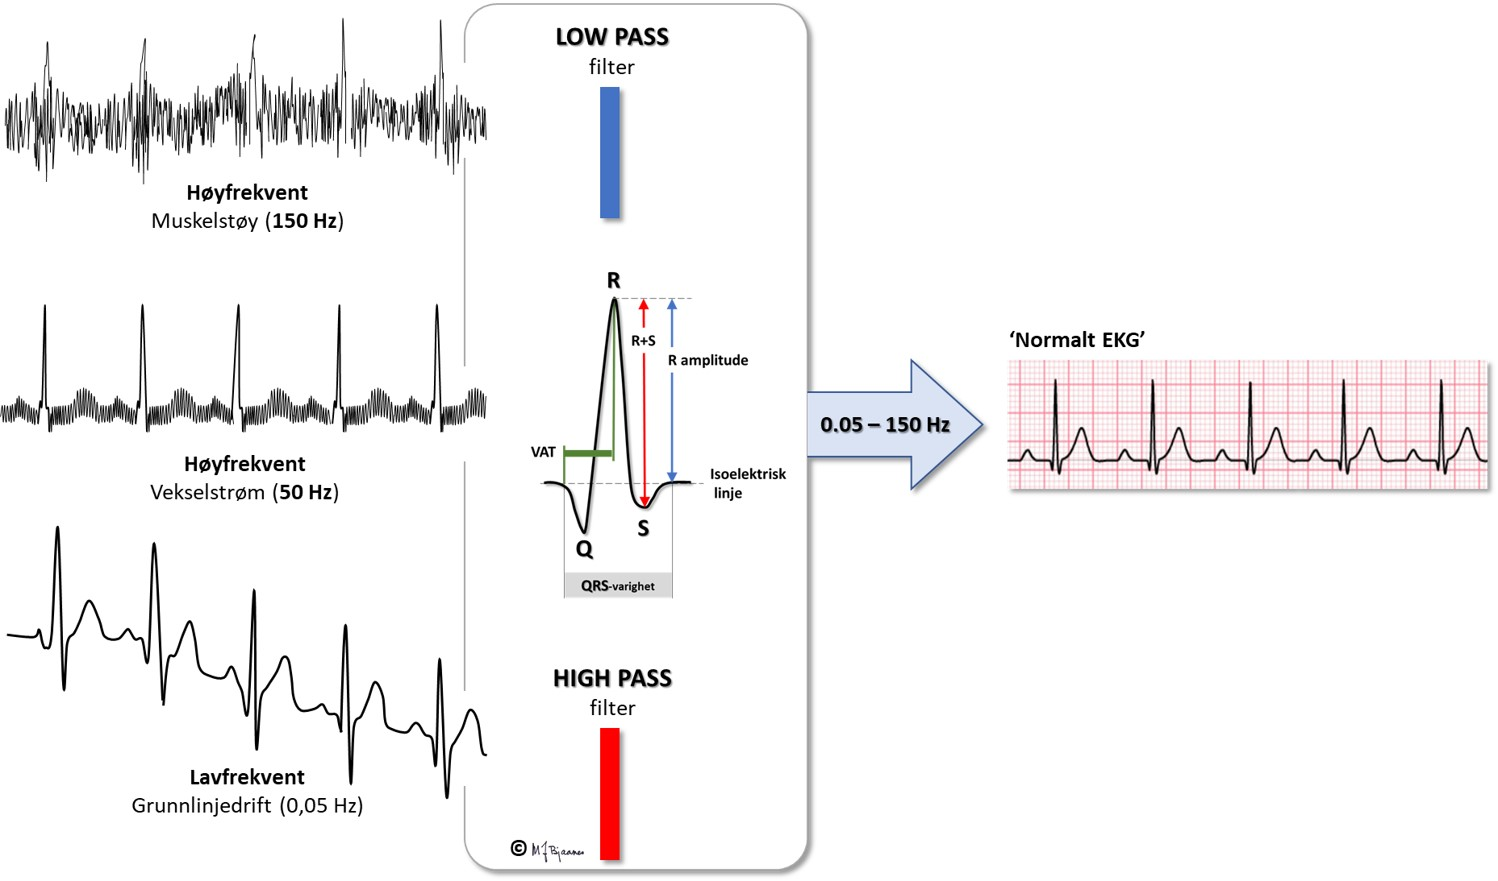 Høyfrekvent
Muskelstøy (150 Hz)
Høyfrekvent
Vekselstrøm (50 Hz)
Lavfrekvent
Grunnlinjedrift (0,05 Hz)
LOW PASS
filter
R
R+S
R amplitude
VAT
Isoelektrisk
linje
S
Q
QRS-varighet
HIGH PASS
filter
©
0.05 – 150 Hz
‘Normalt EKG’